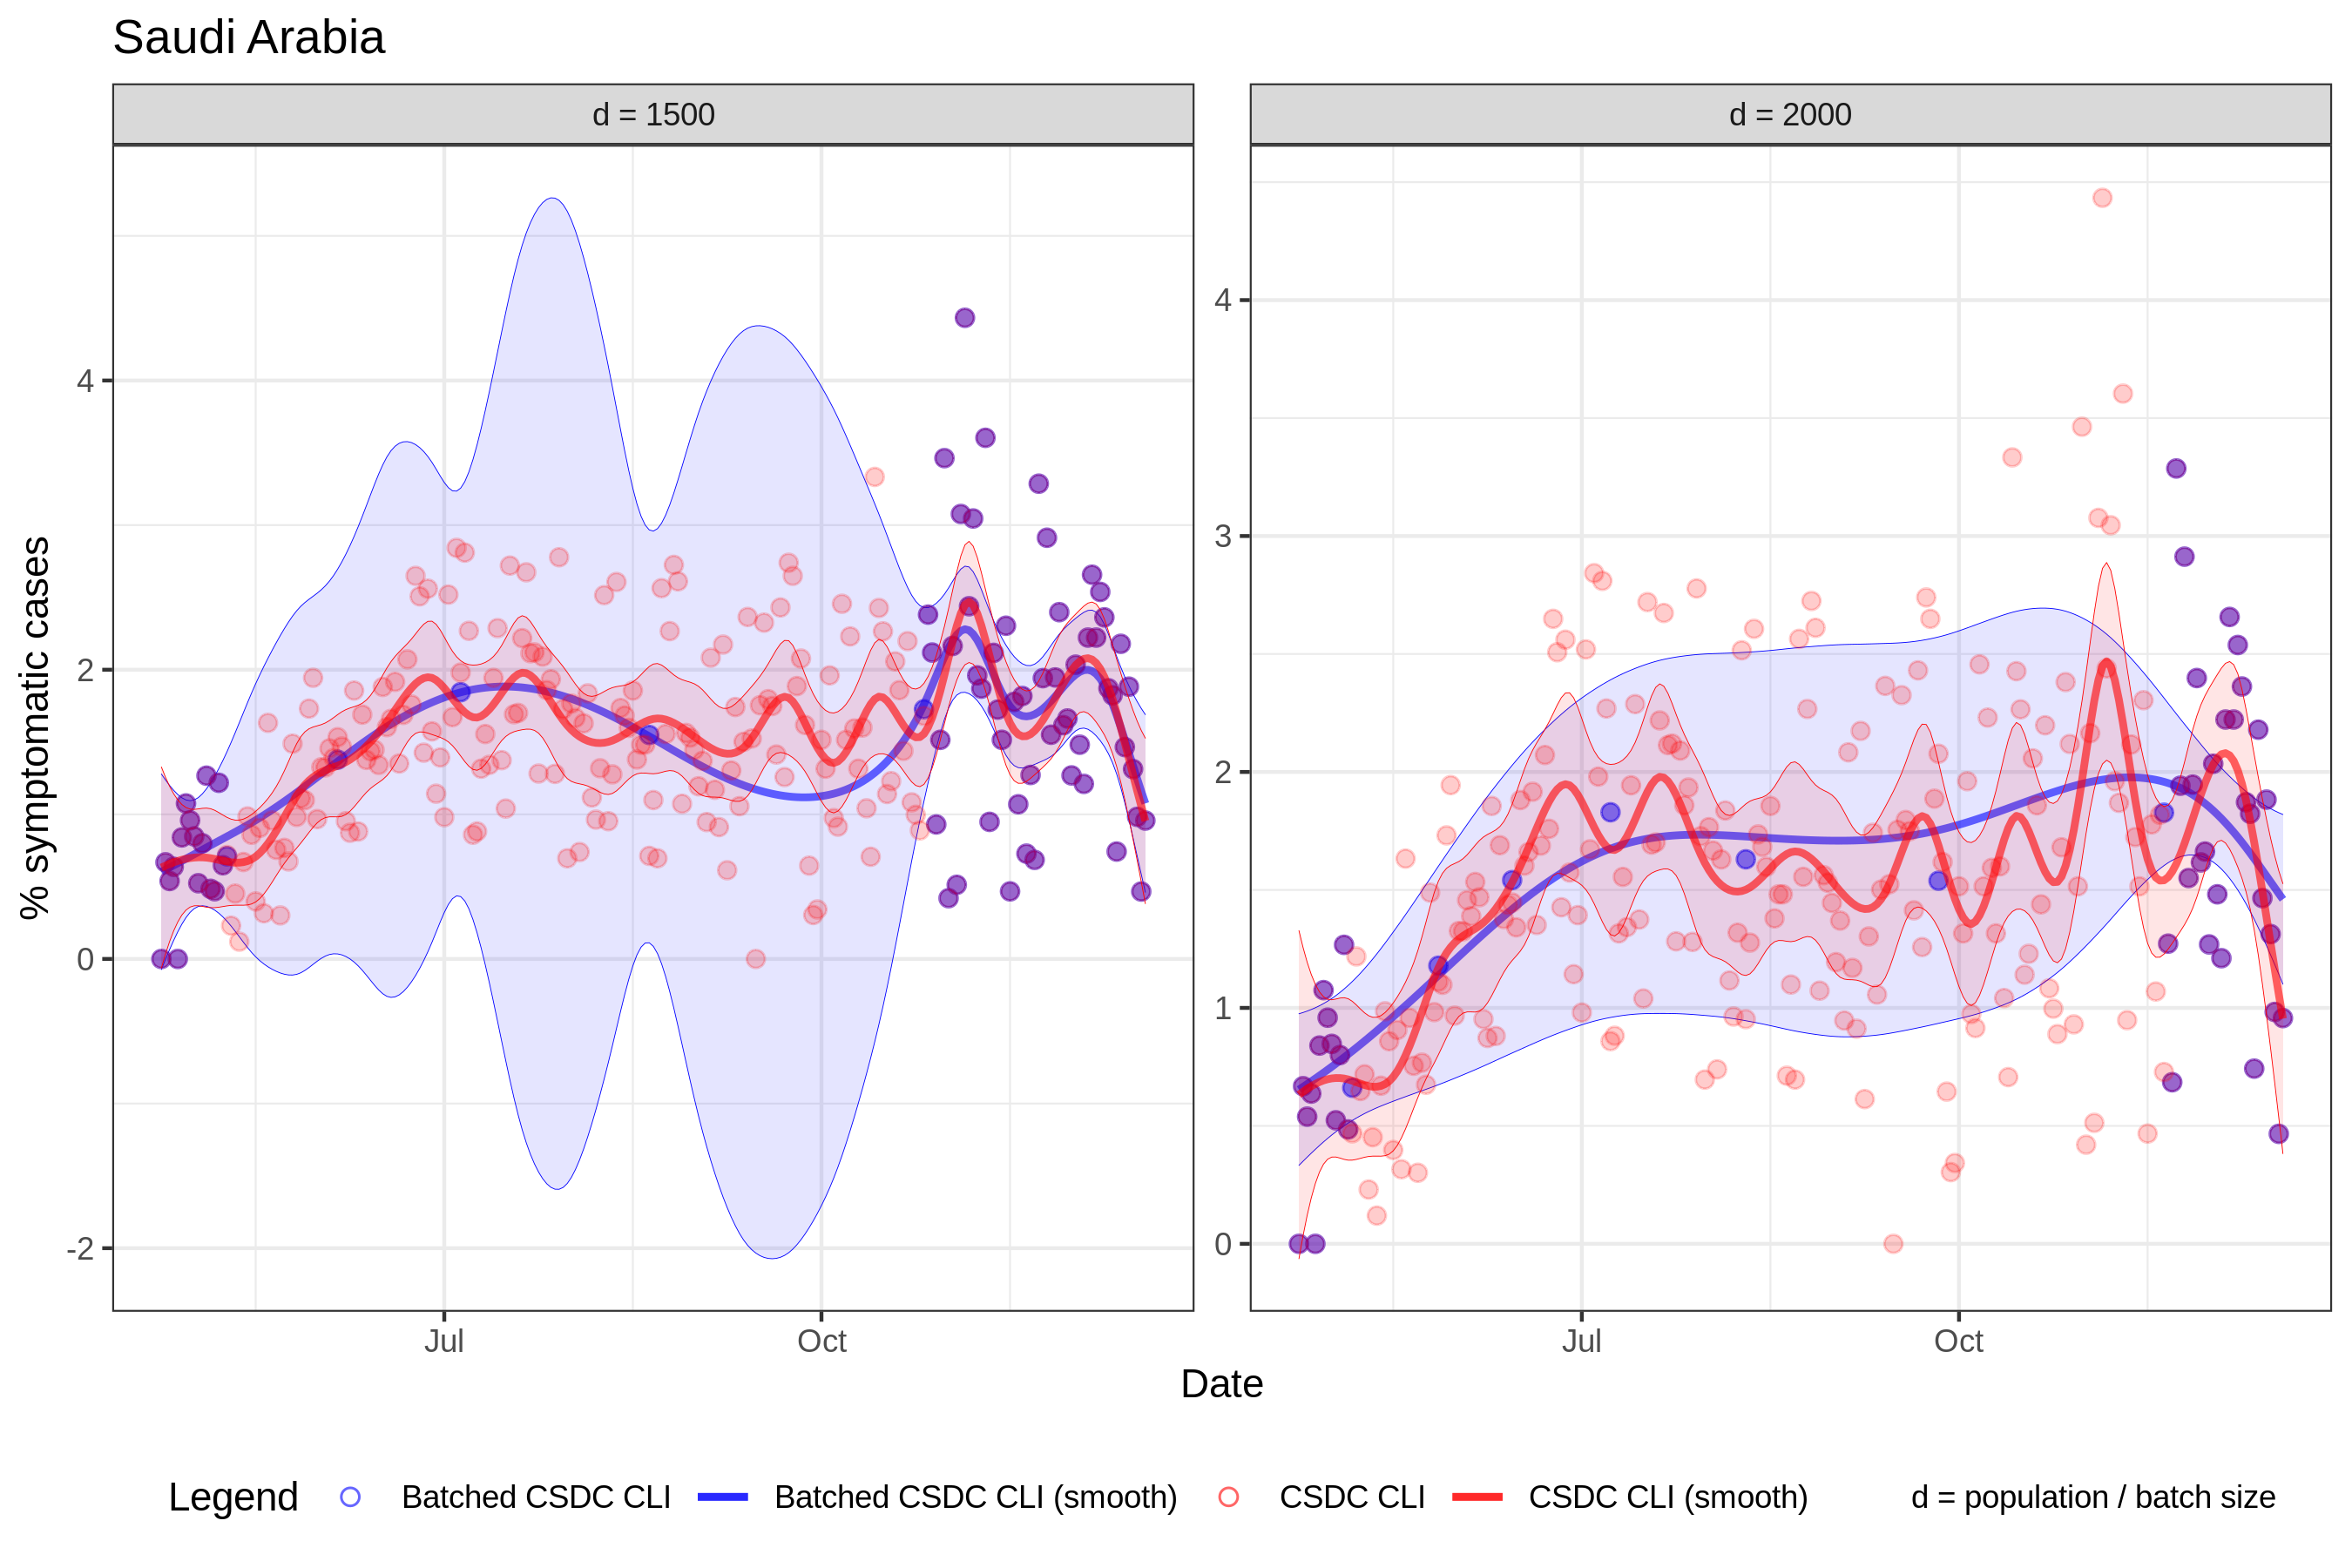 Saudi Arabia
d = 1500
d = 2000
% symptomatic cases
4
2
0
-2
4
3
2
1
0
Jul
Oct
Jul
Oct
Date
Legend
Batched CSDC CLI
Batched CSDC CLI (smooth)
CSDC CLI
CSDC CLI (smooth)
d = population / batch size